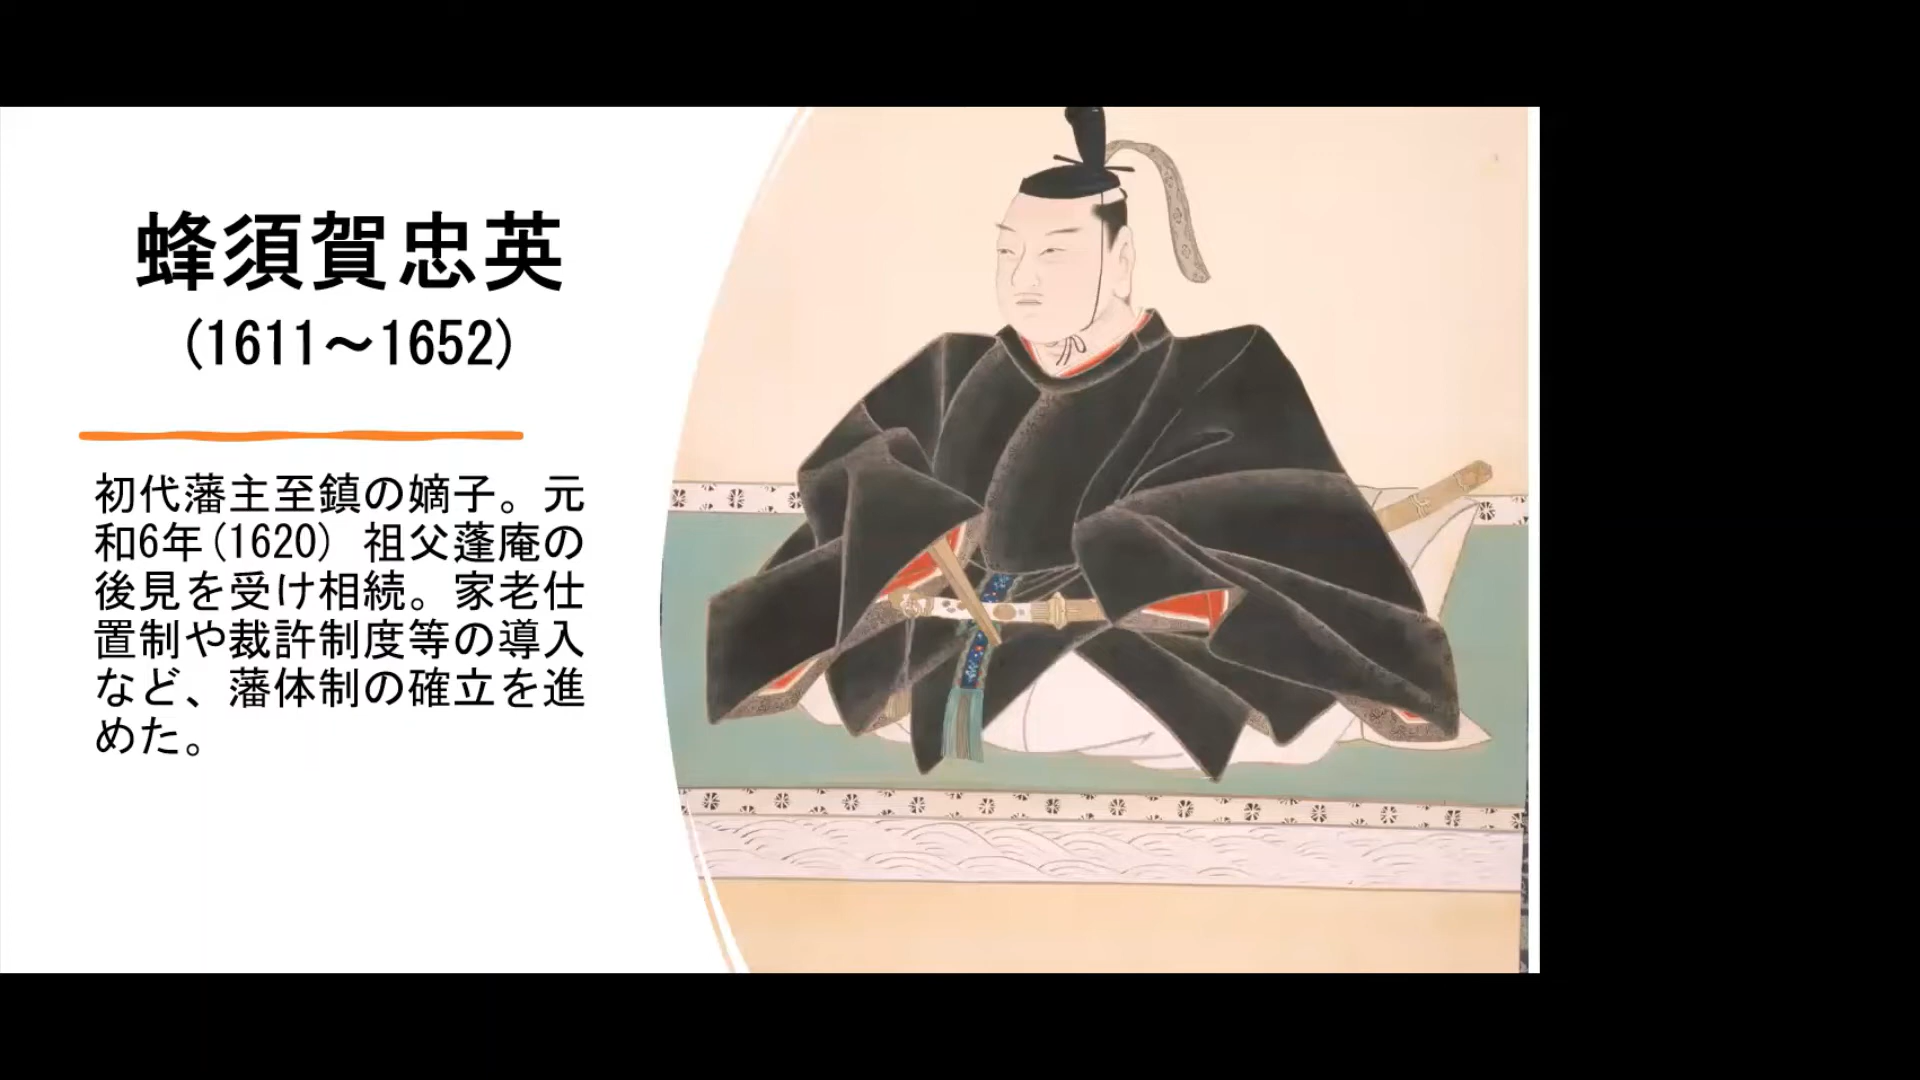 蜂須賀忠英
(1611～1652)
初代藩主至鎮の嫡子。元
和6年(1620) 祖父蓬庵の
後見を受け相続。家老仕
置制や裁許制度等の導入
など、藩体制の確立を進
めた。